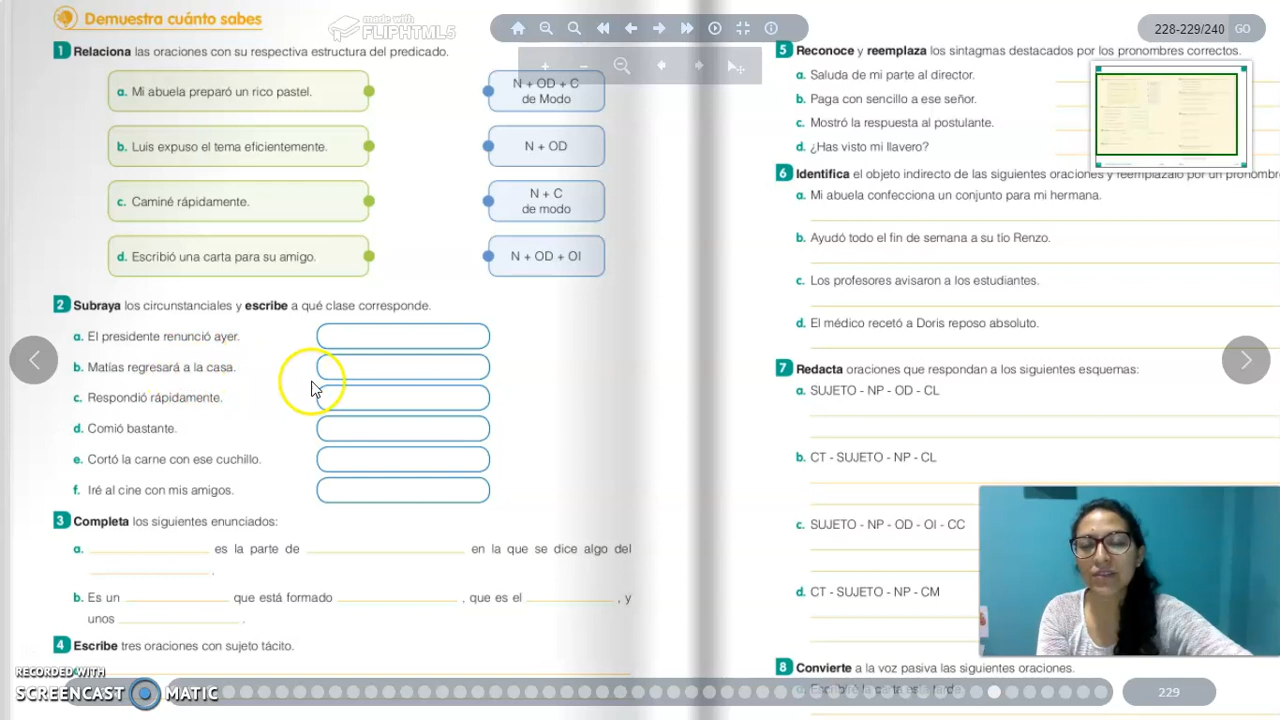 Demuestra cuánto sabes
made with
FLIPHTML5
228-229/240 GO
1 Relaciona las oraciones con su respectiva estructura del predicado.
a. Mi abuela preparó un rico pastel.
N + OD + C
de Modo
b. Luis expuso el tema eficientemente.
N + OD
c. Caminé rápidamente.
N + C
de modo
d. Escribió una carta para su amigo.
N + OD + OI
2 Subraya los circunstanciales y escribe a qué clase corresponde.
a. El presidente renunció ayer.
b. Matías regresará a la casa.
c. Respondió rápidamente.
d. Comió bastante.
e. Cortó la carne con ese cuchillo.
f. Iré al cine con mis amigos.
3 Completa los siguientes enunciados:
a. es la parte de en la que se dice algo del
.
b. Es un que está formado , que es el , y
unos .
4 Escribe tres oraciones con sujeto tácito.
5 Reconoce y reemplaza los sintagmas destacados por los pronombres correctos.
a. Saluda de mi parte al director.
b. Paga con sencillo a ese señor.
c. Mostró la respuesta al postulante.
d. ¿Has visto mi llavero?
6 Identifica el objeto indirecto de las siguientes oraciones y reemplázalo por un pronombre
a. Mi abuela confecciona un conjunto para mi hermana.
b. Ayudó todo el fin de semana a su tío Renzo.
c. Los profesores avisaron a los estudiantes.
d. El médico recetó a Doris reposo absoluto.
7 Redacta oraciones que respondan a los siguientes esquemas:
a. SUJETO - NP - OD - CL
b. CT - SUJETO - NP - CL
c. SUJETO - NP - OD - OI - CC
d. CT - SUJETO - NP - CM
8 Convierte a la voz pasiva las siguientes oraciones.
a. Escribiré la carta esta tarde
RECORDED WITH
SCREENCAST MATIC
229